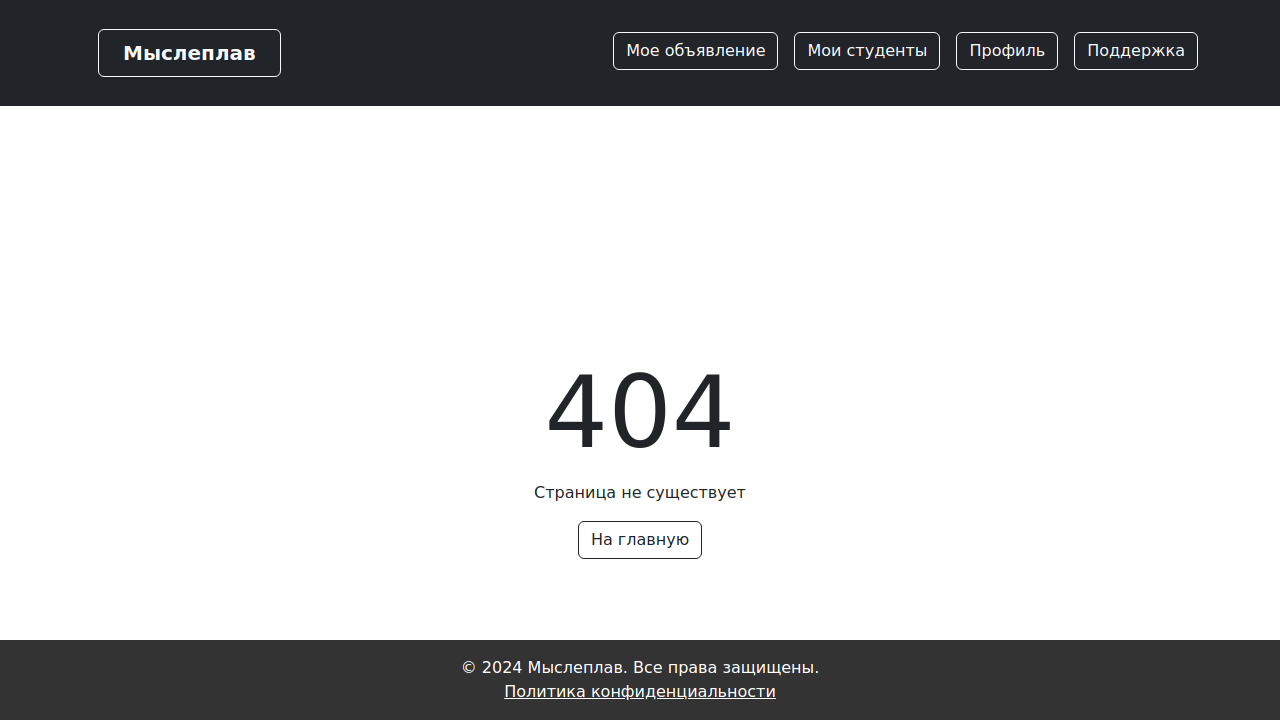 Мыслеплав
Мое объявление
Мои студенты
Профиль
Поддержка
404
Страница не существует
На главную
© 2024 Мыслеплав. Все права защищены.
Политика конфиденциальности